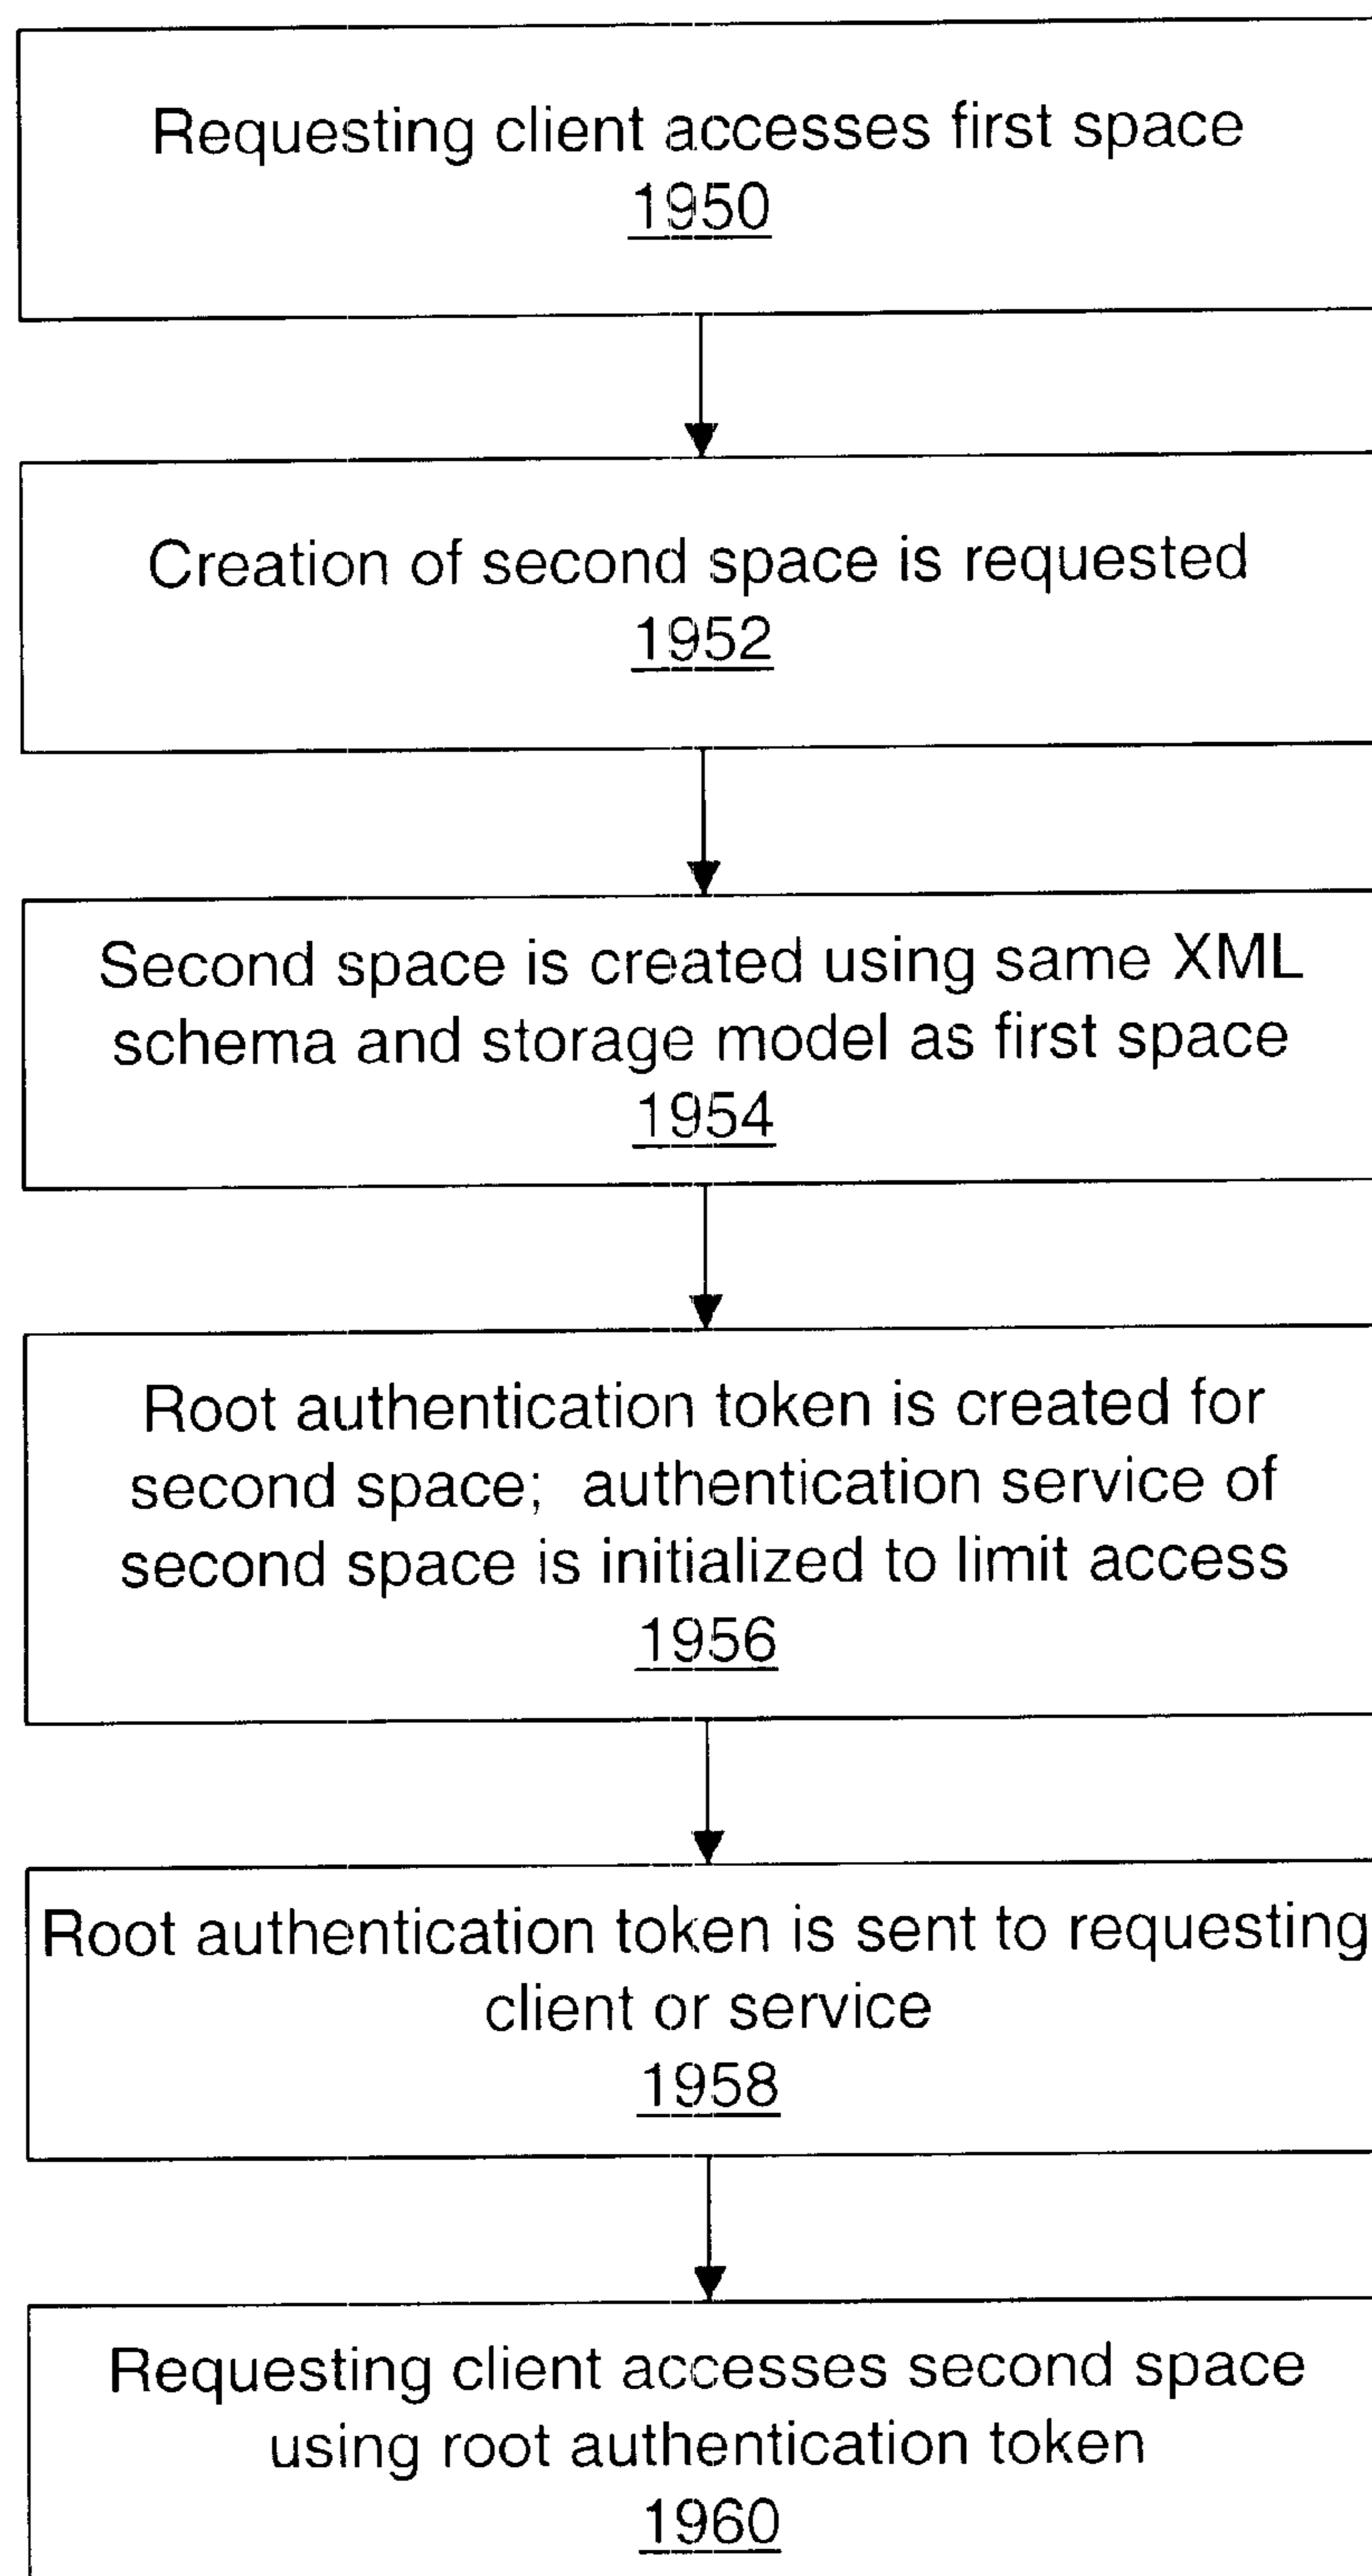 Requesting client accesses first space
1950
Creation of second space is requested
1952
Second space is created using same XML
schema and storage model as first space
1954
Root authentication token is created for
second space; authentication service of
second space is initialized to limit access
1956
Root authentication token is sent to requesting
client or service
1958
Requesting client accesses second space
using root authentication token
1960